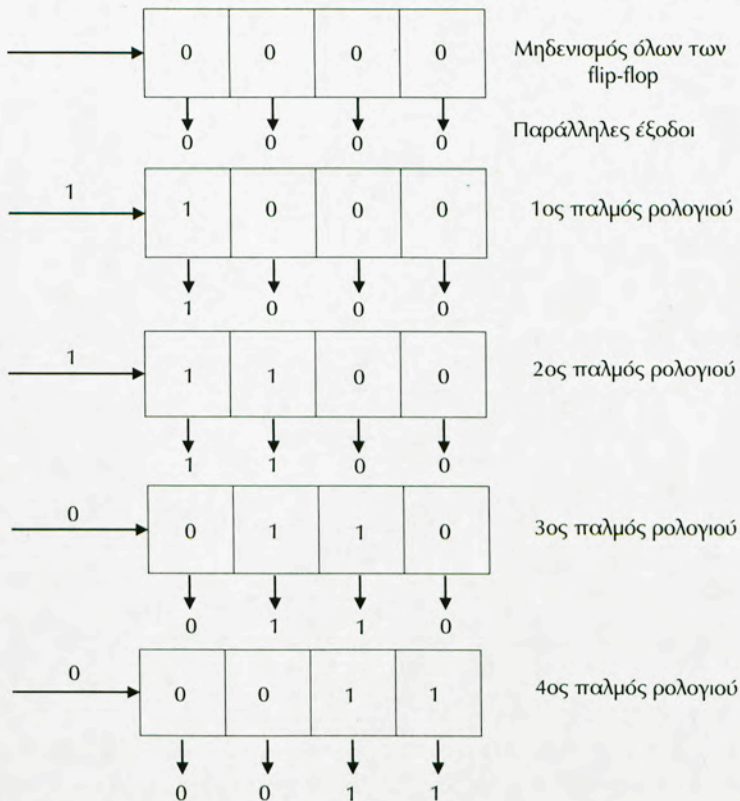 0 0 0 0
Μηδενισμός όλων των
flip-flop
0 0 0 0
Παράλληλες έξοδοι
1
1 0 0 0
1ος παλμός ρολογιού
1 0 0 0
1
1 1 0 0
2ος παλμός ρολογιού
1 1 0 0
0
0 1 1 0
3ος παλμός ρολογιού
0 1 1 0
0
0 0 1 1
4ος παλμός ρολογιού
0 0 1 1